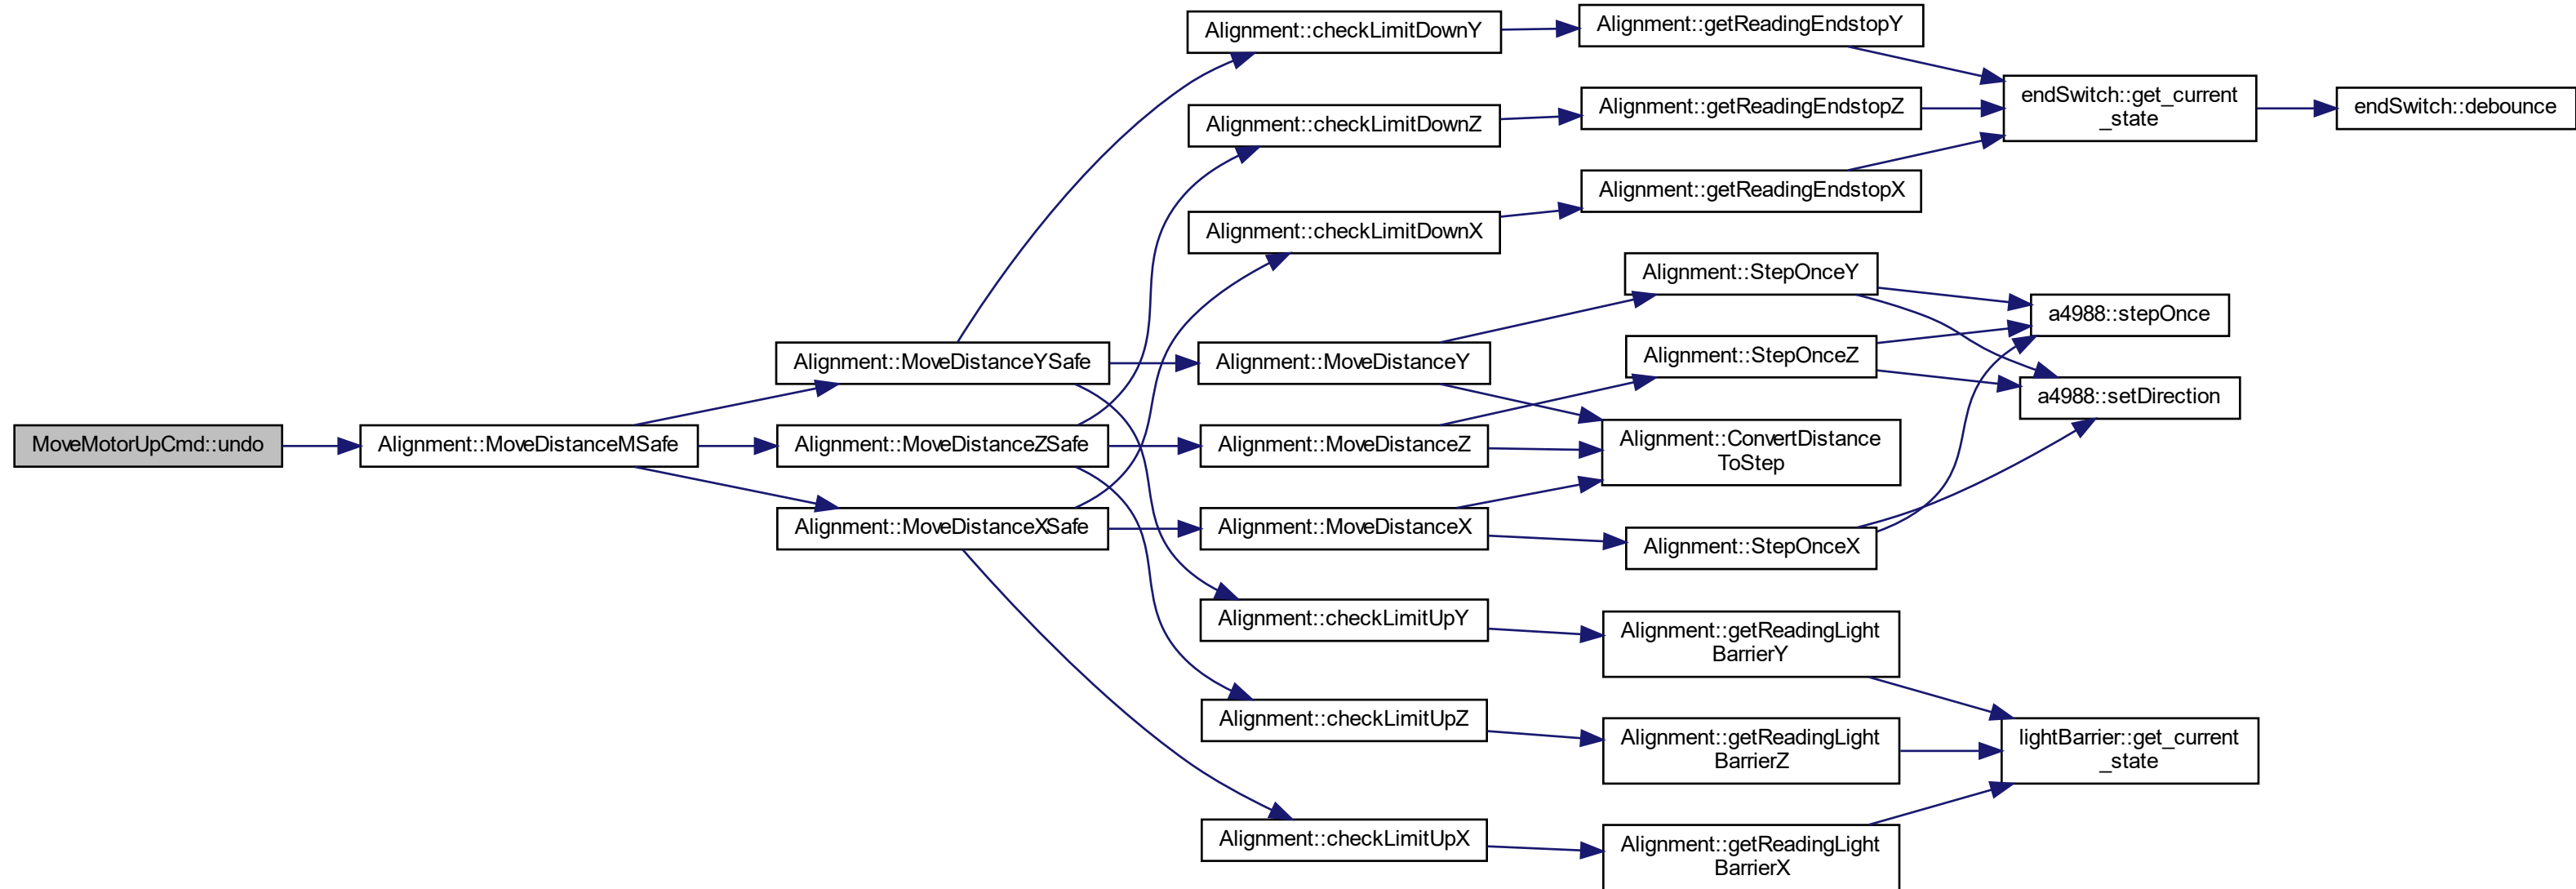 MoveMotorUpCmd::undo
Alignment::MoveDistanceMSafe
Alignment::MoveDistanceYSafe
Alignment::MoveDistanceZSafe
Alignment::MoveDistanceXSafe
Alignment::checkLimitDownY
Alignment::checkLimitDownZ
Alignment::checkLimitDownX
Alignment::MoveDistanceY
Alignment::MoveDistanceZ
Alignment::MoveDistanceX
Alignment::checkLimitUpY
Alignment::checkLimitUpZ
Alignment::checkLimitUpX
Alignment::getReadingEndstopY
Alignment::getReadingEndstopZ
Alignment::getReadingEndstopX
Alignment::StepOnceY
Alignment::StepOnceZ
Alignment::ConvertDistance
ToStep
Alignment::StepOnceX
Alignment::getReadingLight
BarrierY
Alignment::getReadingLight
BarrierZ
Alignment::getReadingLight
BarrierX
endSwitch::get_current
_state
a4988::stepOnce
a4988::setDirection
lightBarrier::get_current
_state
endSwitch::debounce